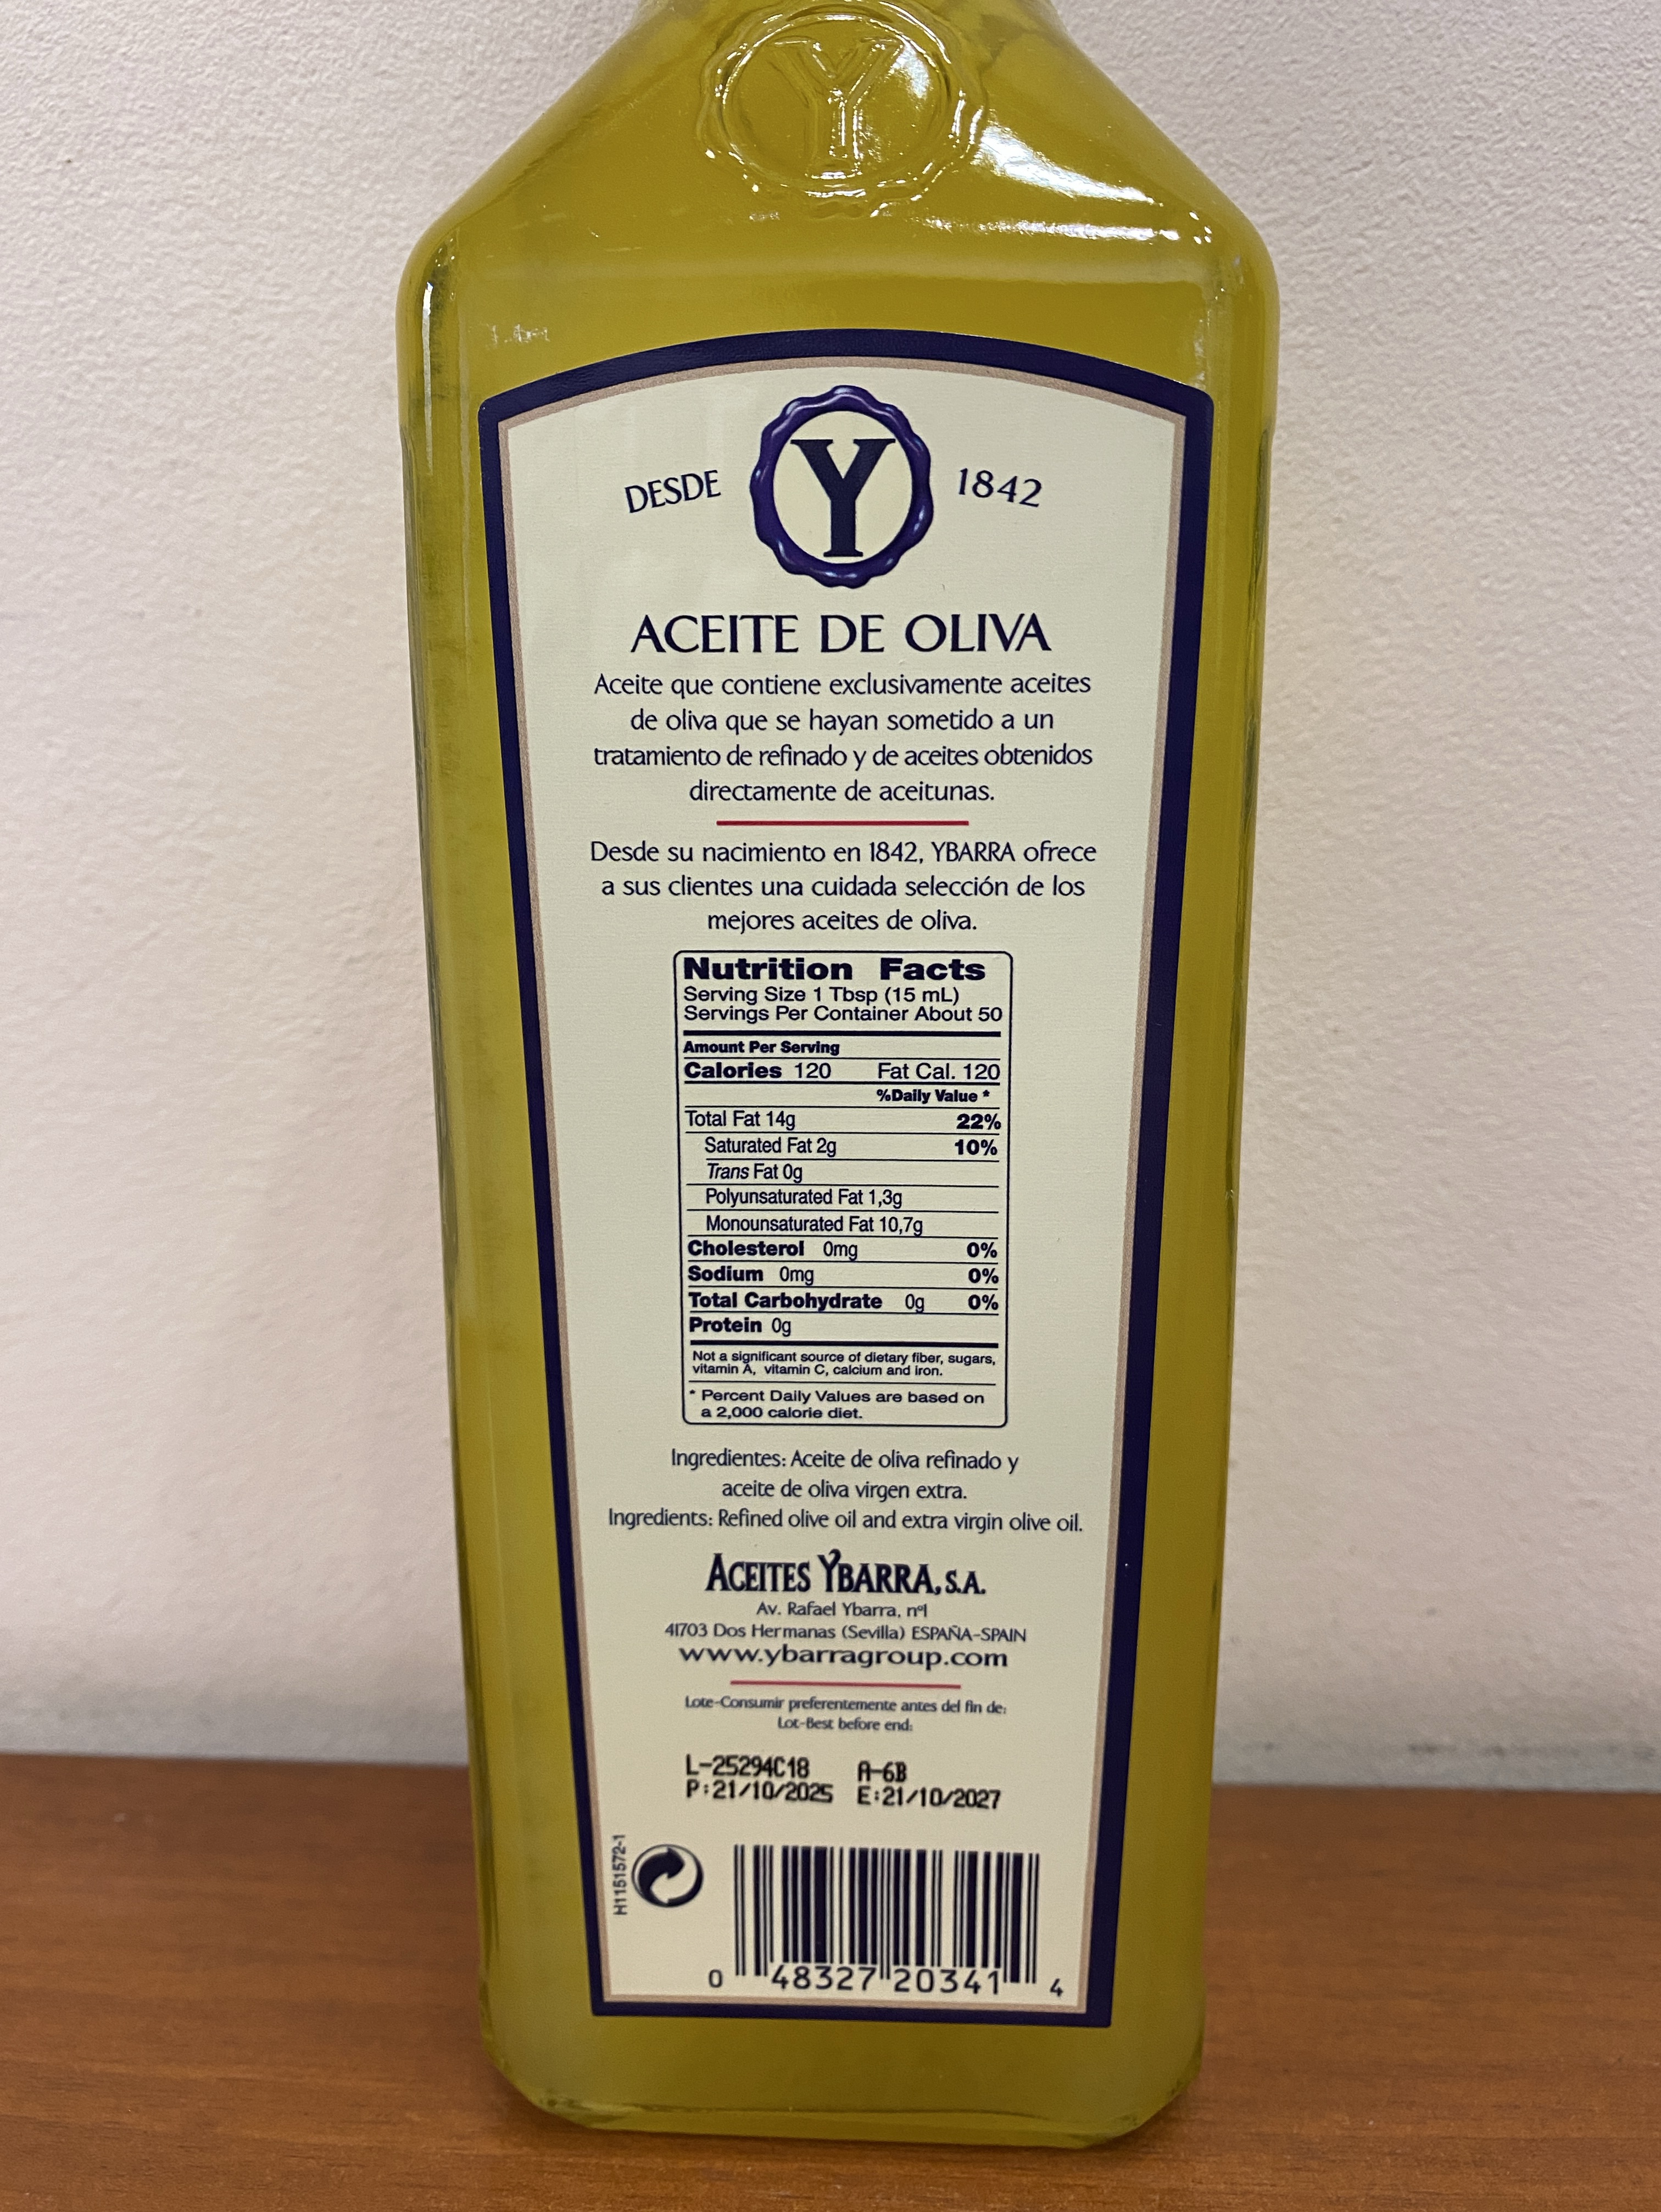 Y
DESDE Y 1842
ACEITE DE OLIVA
Aceite que contiene exclusivamente aceites
de oliva que se hayan sometido a un
tratamiento de refinado y de aceites obtenidos
directamente de aceitunas.
Desde su nacimiento en 1842, YBARRA ofrece
a sus clientes una cuidada selección de los
mejores aceites de oliva.
Nutrition Facts
Serving Size 1 Tbsp (15 mL)
Servings Per Container About 50
Amount Per Serving
Calories 120 Fat Cal. 120
%Daily Value *
Total Fat 14g 22%
Saturated Fat 2g 10%
Trans Fat 0g
Polyunsaturated Fat 1,3g
Monounsaturated Fat 10,7g
Cholesterol 0mg 0%
Sodium 0mg 0%
Total Carbohydrate 0g 0%
Protein 0g
Not a significant source of dietary fiber, sugars,
vitamin A, vitamin C, calcium and iron.
* Percent Daily Values are based on
a 2,000 calorie diet.
Ingredientes: Aceite de oliva refinado y
aceite de oliva virgen extra.
Ingredients: Refined olive oil and extra virgin olive oil.
ACEITES YBARRA, S.A.
Av. Rafael Ybarra, nº1
41703 Dos Hermanas (Sevilla) ESPAÑA-SPAIN
www.ybarragroup.com
Lote-Consumir preferentemente antes del fin de:
Lot-Best before end:
L-25294C18 A-6B
P:21/10/2025 E:21/10/2027
H1151572-1
0 48327 20341 4